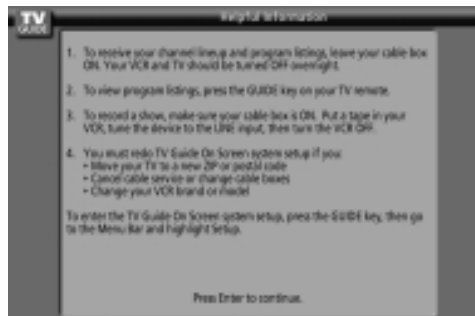 TV
GUIDE
Helpful Information
1. To receive your channel lineup and program listings, leave your cable box
ON. Your VCR and TV should be turned OFF overnight.
2. To view program listings, press the GUIDE key on your TV remote.
3. To record a show, make sure your cable box is ON. Put a tape in your
VCR, tune the device to the LINE input, then turn the VCR OFF.
4. You must redo TV Guide On Screen system setup if you:
- Move your TV to a new ZIP or postal code
- Cancel cable service or change cable boxes
- Change your VCR brand or model
To enter the TV Guide On Screen system setup, press the GUIDE key, then go
to the Menu Bar and highlight Setup.
Press Enter to continue.